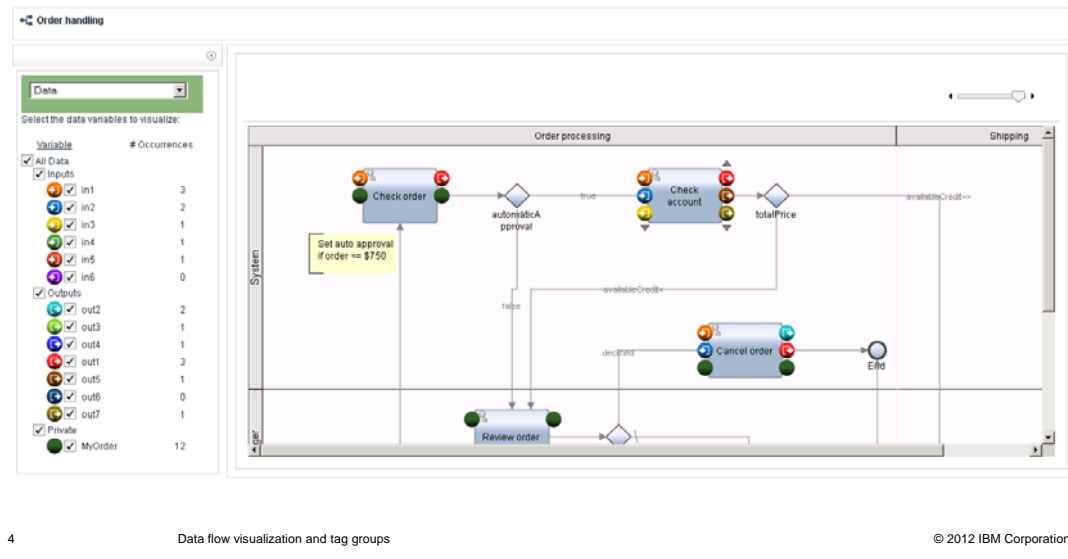 Order handling
Data
Select the data variables to visualize:
Variable # Occurrences
All Data
Inputs
in1 3
in2 2
in3 1
in4 1
in5 1
in6 0
Outputs
out2 2
out3 1
out4 1
out1 3
out5 1
out6 0
out7 1
Private
MyOrder 12
Order processing
Shipping
System
Check order
automaticA
pproval
true
Check
account
totalPrice
availableCredit=>
Set auto approval
if order <= $750
false
availableCredit<
declined
Cancel order
End
ger
Review order
4 Data flow visualization and tag groups © 2012 IBM Corporation